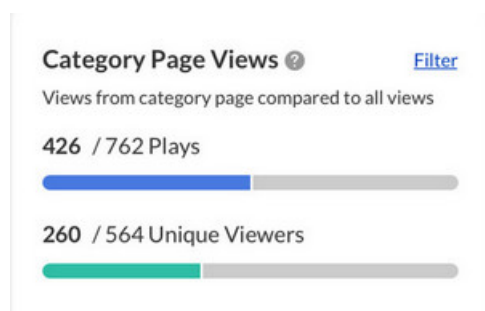 Category Page Views ? Filter
Views from category page compared to all views
426 / 762 Plays
260 / 564 Unique Viewers